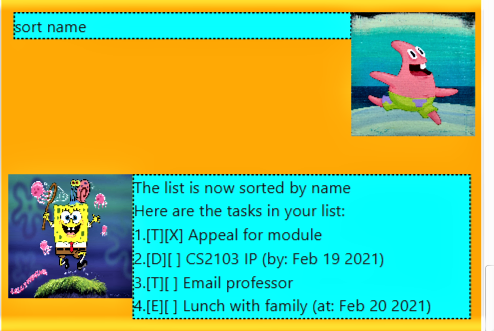 sort name
The list is now sorted by name
Here are the tasks in your list:
1.[T][X] Appeal for module
2.[D][ ] CS2103 IP (by: Feb 19 2021)
3.[T][ ] Email professor
4.[E][ ] Lunch with family (at: Feb 20 2021)